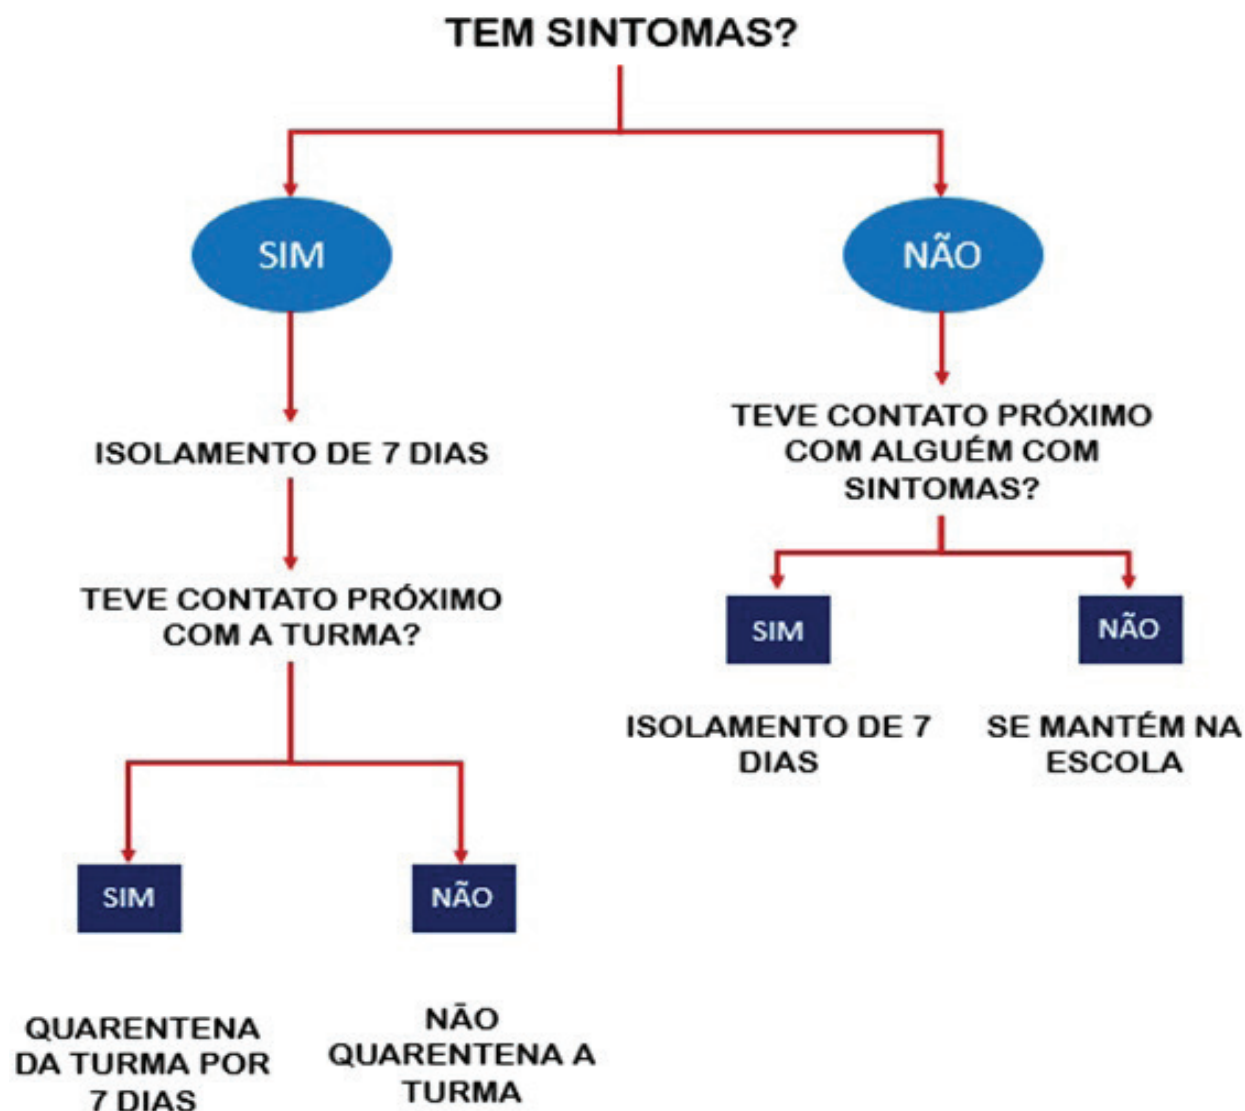 TEM SINTOMAS?
SIM
NÃO
ISOLAMENTO DE 7 DIAS
TEVE CONTATO PRÓXIMO
COM ALGUÉM COM
SINTOMAS?
TEVE CONTATO PRÓXIMO
COM A TURMA?
SIM
NÃO
ISOLAMENTO DE 7
DIAS
SE MANTÉM NA
ESCOLA
SIM
NÃO
QUARENTENA
DA TURMA POR
7 DIAS
NÃO
QUARENTENA A
TURMA